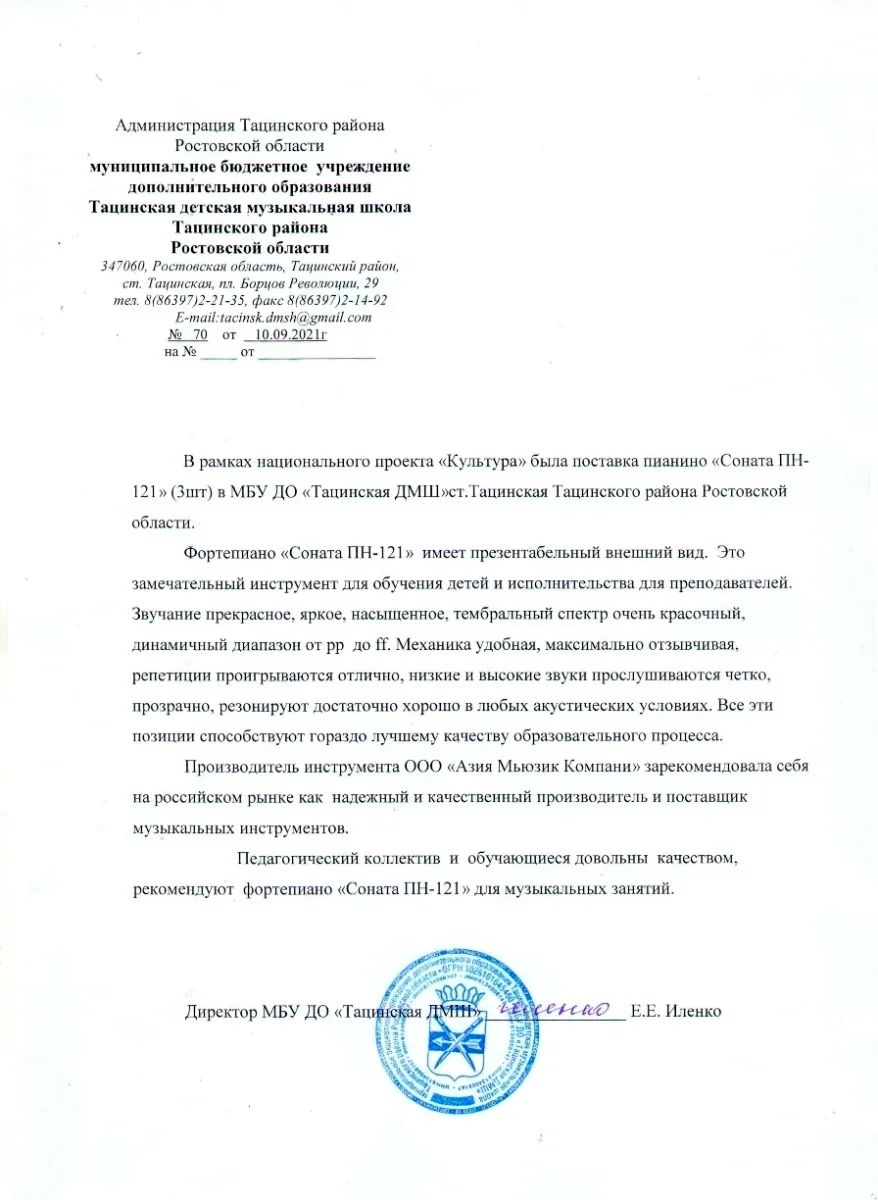 Администрация Тацинского района
Ростовской области
муниципальное бюджетное учреждение
дополнительного образования
Тацинская детская музыкальная школа
Тацинского района
Ростовской области
347060, Ростовская область, Тацинский район,
ст. Тацинская, пл. Борцов Революции, 29
тел. 8(86397)2-21-35, факс 8(86397)2-14-92
E-mail:tacinsk.dmsh@gmail.com
№ 70 от 10.09.2021г
на № _____ от ________________
В рамках национального проекта «Культура» была поставка пианино «Соната ПН-
121» (3шт) в МБУ ДО «Тацинская ДМШ»ст.Тацинская Тацинского района Ростовской
области.
Фортепиано «Соната ПН-121» имеет презентабельный внешний вид. Это
замечательный инструмент для обучения детей и исполнительства для преподавателей.
Звучание прекрасное, яркое, насыщенное, тембральный спектр очень красочный,
динамичный диапазон от pp до ff. Механика удобная, максимально отзывчивая,
репетиции проигрываются отлично, низкие и высокие звуки прослушиваются четко,
прозрачно, резонируют достаточно хорошо в любых акустических условиях. Все эти
позиции способствуют гораздо лучшему качеству образовательного процесса.
Производитель инструмента ООО «Азия Мьюзик Компани» зарекомендовала себя
на российском рынке как надежный и качественный производитель и поставщик
музыкальных инструментов.
Педагогический коллектив и обучающиеся довольны качеством,
рекомендуют фортепиано «Соната ПН-121» для музыкальных занятий.
Директор МБУ ДО «Тацинская ДМШ» ________________ Е.Е. Иленко